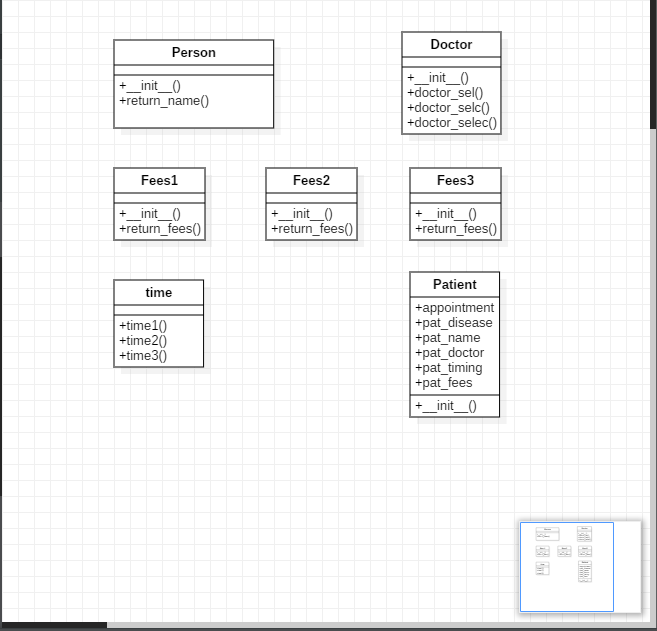 Person
+__init__()
+return_name()
Doctor
+__init__()
+doctor_sel()
+doctor_selc()
+doctor_selec()
Fees1
+__init__()
+return_fees()
Fees2
+__init__()
+return_fees()
Fees3
+__init__()
+return_fees()
time
+time1()
+time2()
+time3()
Patient
+appointment
+pat_disease
+pat_name
+pat_doctor
+pat_timing
+pat_fees
+__init__()